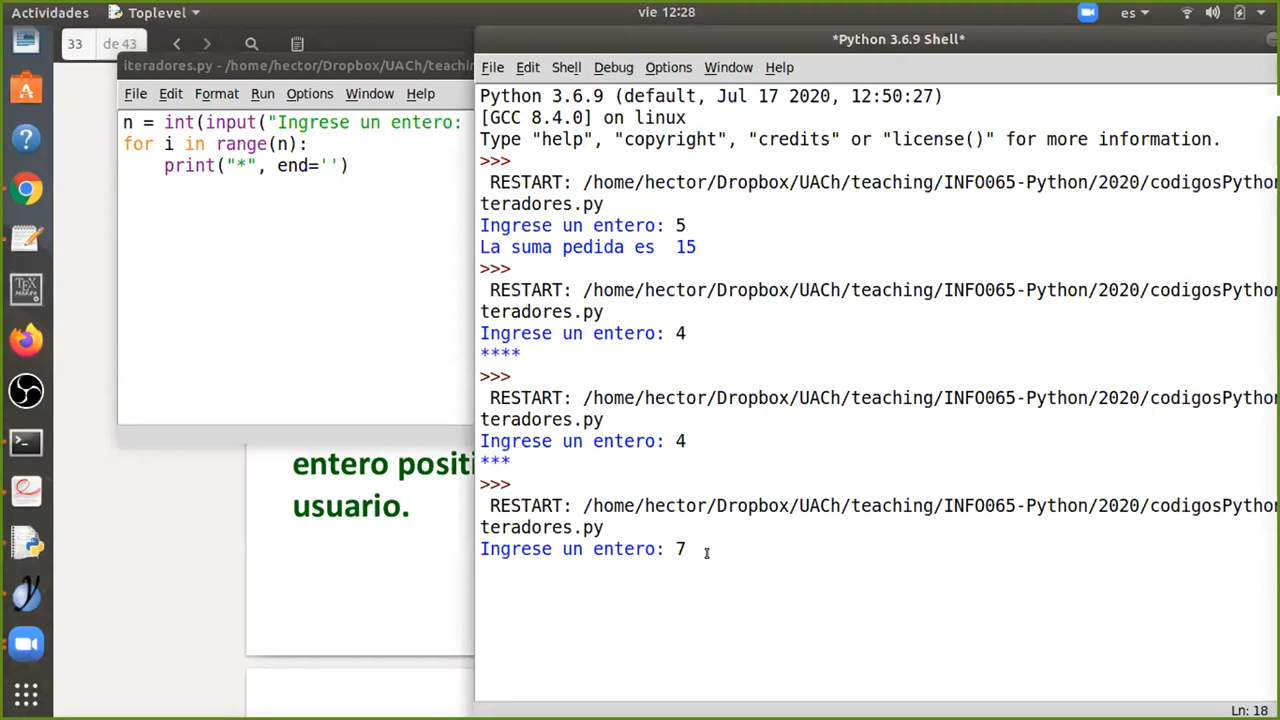 Actividades Toplevel vie 12:28 es
33 de 43
iteradores.py - /home/hector/Dropbox/UACh/teachin
File Edit Format Run Options Window Help
n = int(input("Ingrese un entero:
for i in range(n):
print("*", end='')
entero positi
usuario.
*Python 3.6.9 Shell*
File Edit Shell Debug Options Window Help
Python 3.6.9 (default, Jul 17 2020, 12:50:27)
[GCC 8.4.0] on linux
Type "help", "copyright", "credits" or "license()" for more information.
>>>
RESTART: /home/hector/Dropbox/UACh/teaching/INFO065-Python/2020/codigosPython
teradores.py
Ingrese un entero: 5
La suma pedida es 15
>>>
RESTART: /home/hector/Dropbox/UACh/teaching/INFO065-Python/2020/codigosPython
teradores.py
Ingrese un entero: 4
****
>>>
RESTART: /home/hector/Dropbox/UACh/teaching/INFO065-Python/2020/codigosPython
teradores.py
Ingrese un entero: 4
***
>>>
RESTART: /home/hector/Dropbox/UACh/teaching/INFO065-Python/2020/codigosPython
teradores.py
Ingrese un entero: 7
Ln: 18